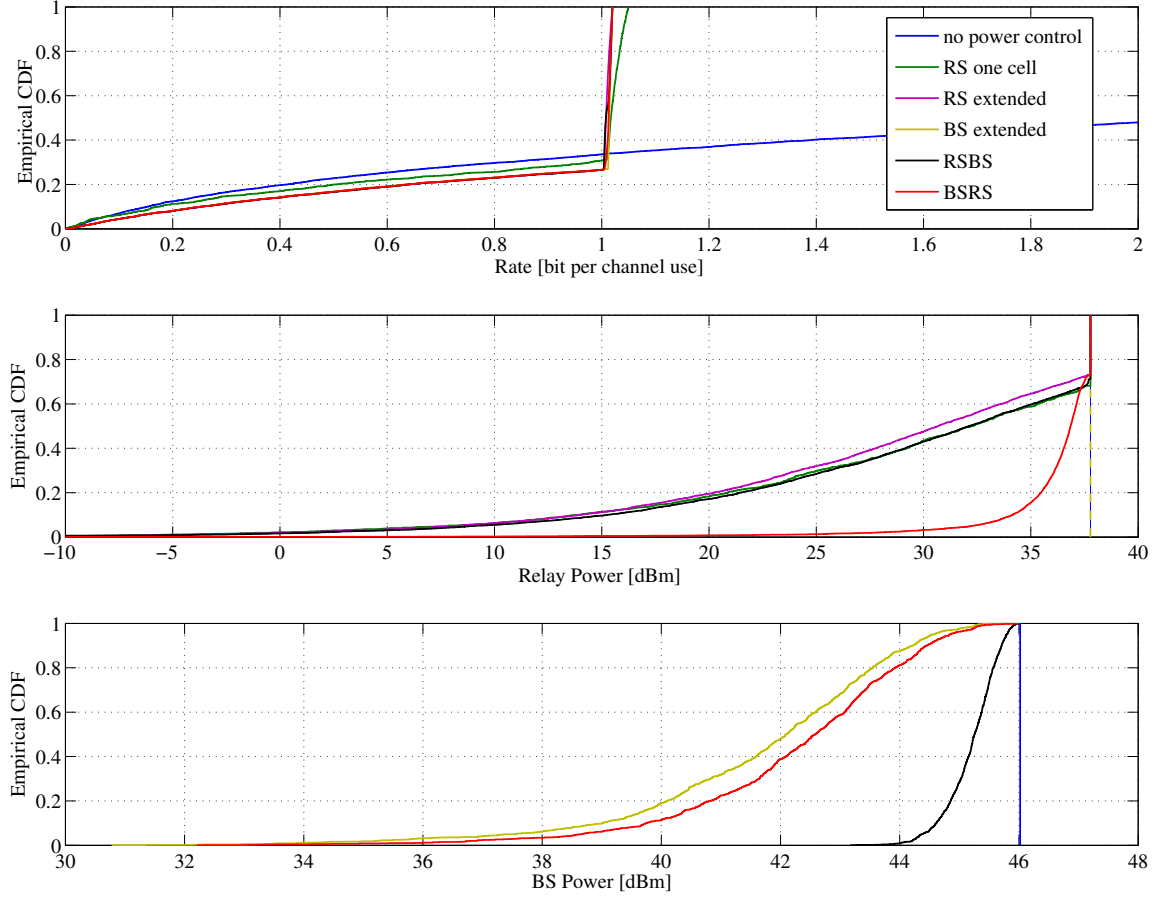 1
0.8
0.6
0.4
0.2
0
Empirical CDF
0 0.2 0.4 0.6 0.8 1 1.2 1.4 1.6 1.8 2
Rate [bit per channel use]
no power control
RS one cell
RS extended
BS extended
RSBS
BSRS
1
0.8
0.6
0.4
0.2
0
Empirical CDF
−10 −5 0 5 10 15 20 25 30 35 40
Relay Power [dBm]
1
0.8
0.6
0.4
0.2
0
Empirical CDF
30 32 34 36 38 40 42 44 46 48
BS Power [dBm]